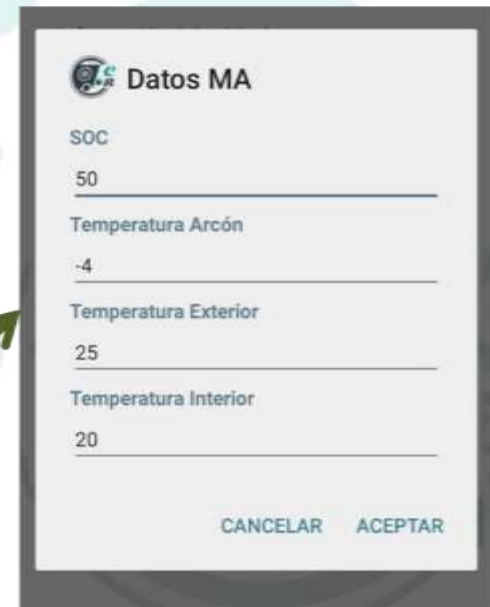 Datos MA
SOC
50
Temperatura Arcón
-4
Temperatura Exterior
25
Temperatura Interior
20
CANCELAR ACEPTAR